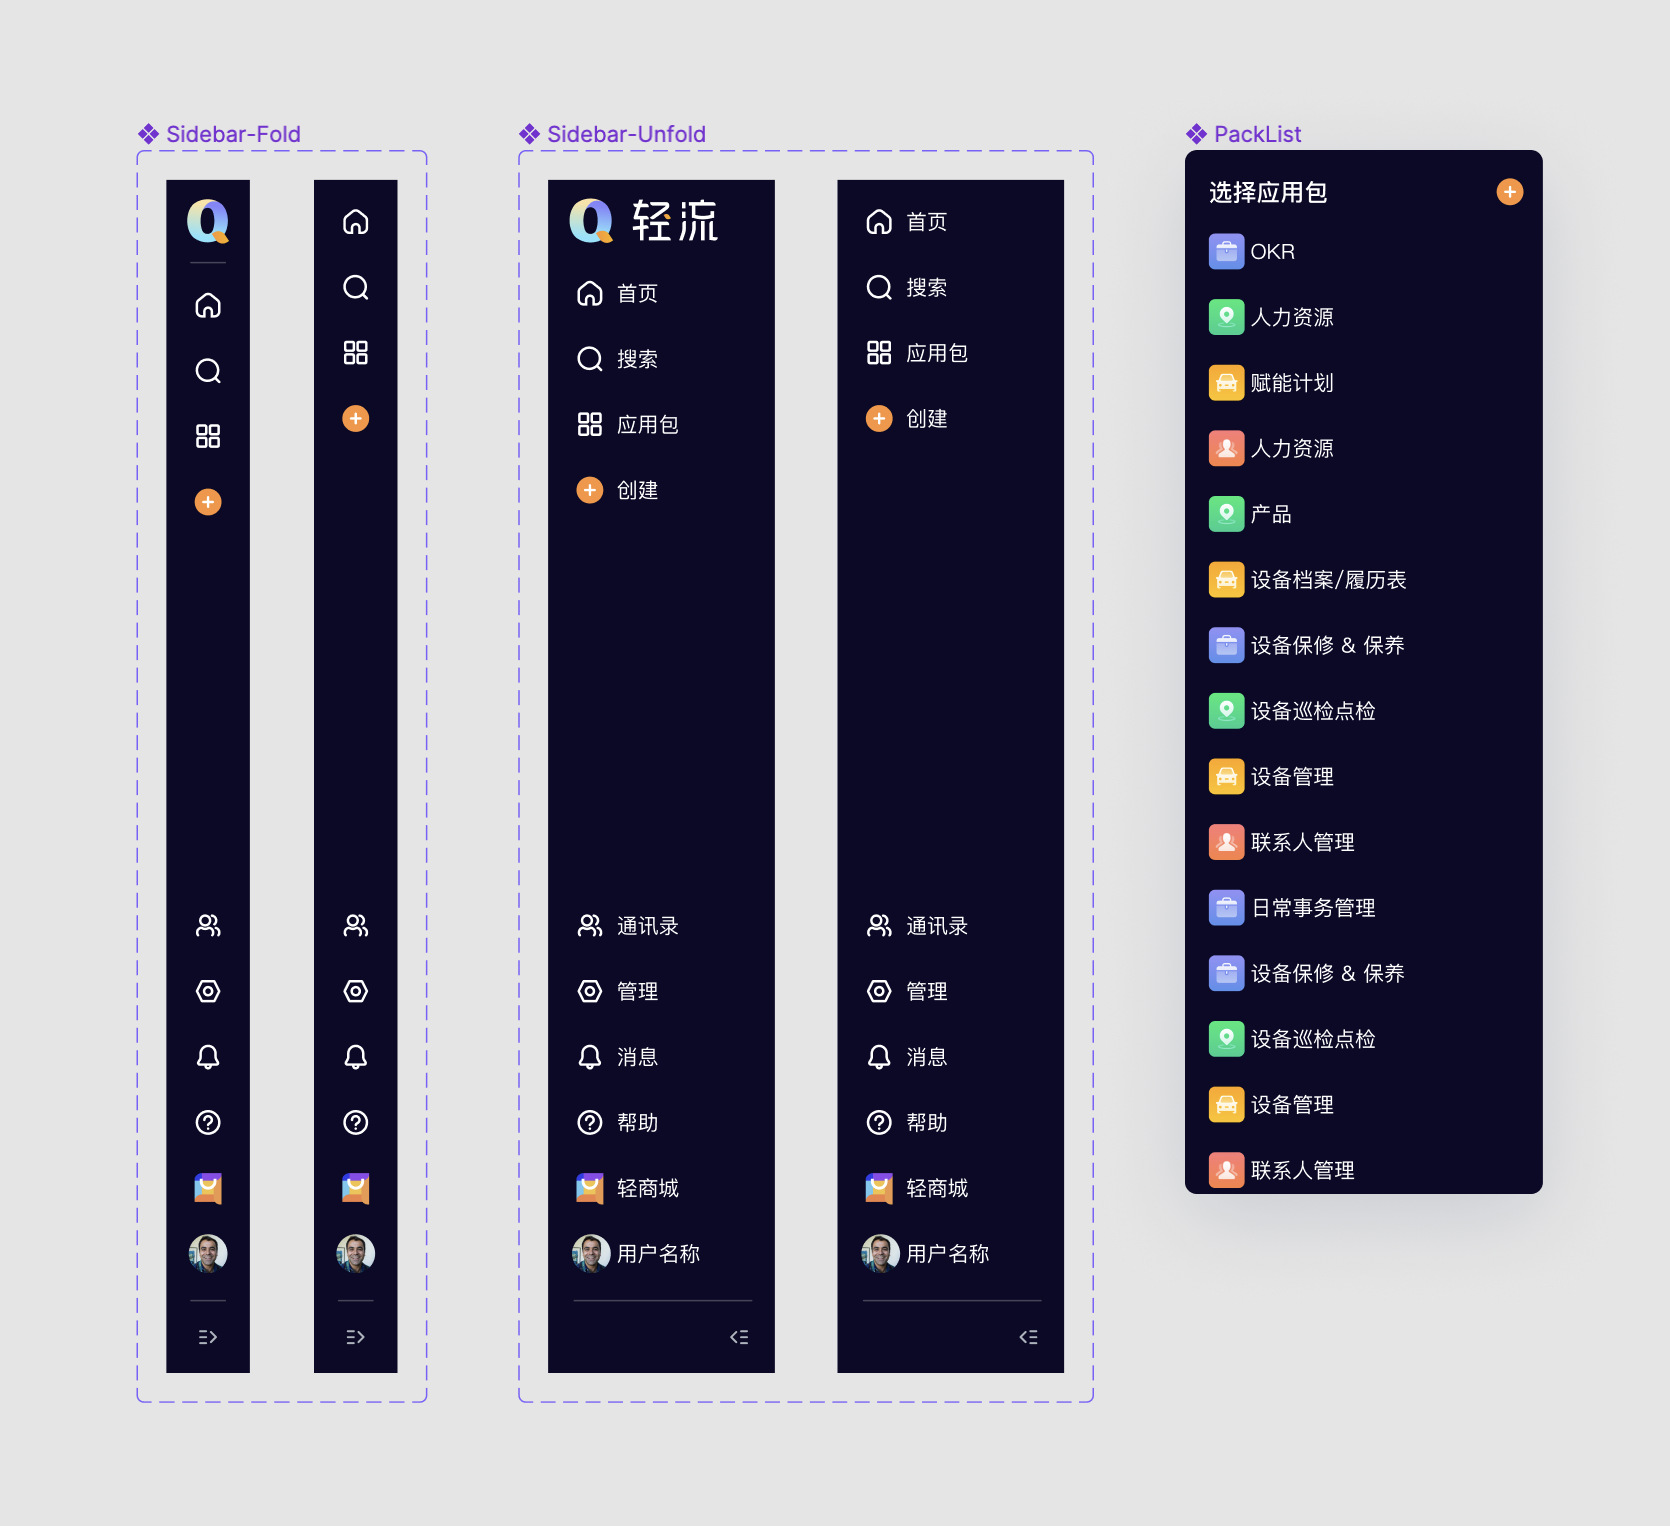 Sidebar-Fold
Sidebar-Unfold
轻流
首页
搜索
应用包
创建
通讯录
管理
消息
帮助
轻商城
用户名称
首页
搜索
应用包
创建
通讯录
管理
消息
帮助
轻商城
用户名称
PackList
选择应用包
OKR
人力资源
赋能计划
人力资源
产品
设备档案/履历表
设备保修 & 保养
设备巡检点检
设备管理
联系人管理
日常事务管理
设备保修 & 保养
设备巡检点检
设备管理
联系人管理